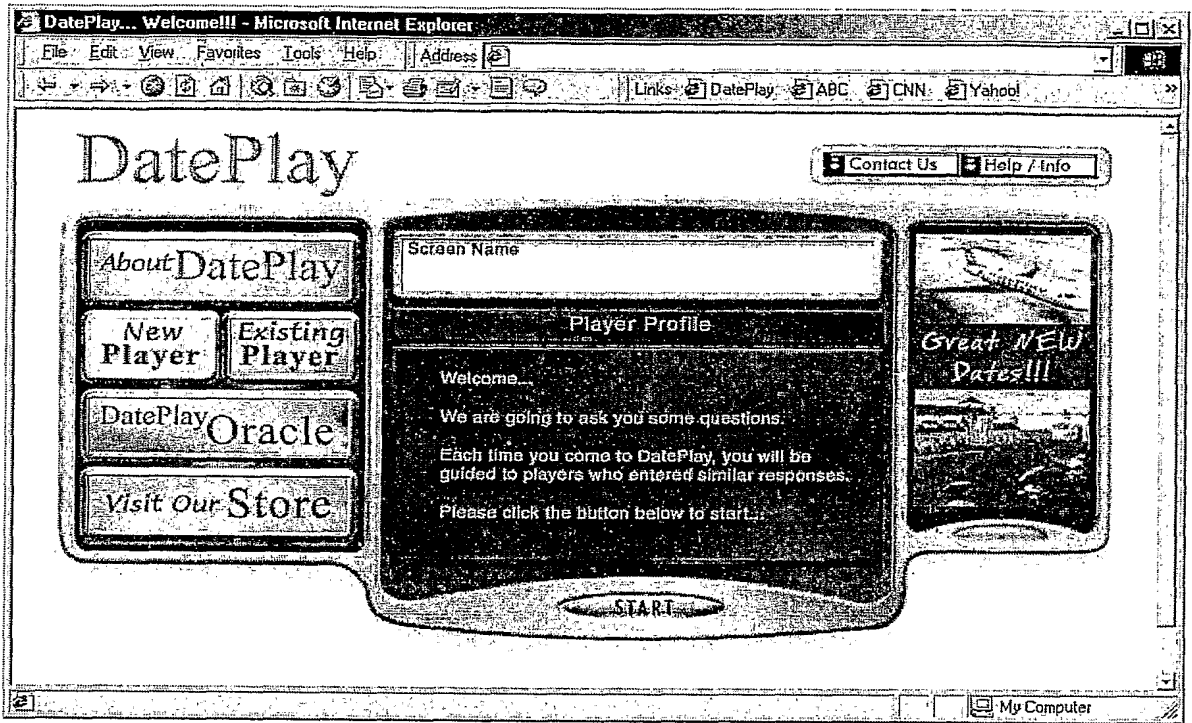 DatePlay... Welcome!!! - Microsoft Internet Explorer
File Edit View Favorites Tools Help Address
Links DatePlay ABC CNN Yahoo!
»
DatePlay
Contact Us Help / Info
About DatePlay
New Player
Existing Player
DatePlay Oracle
Visit Our Store
Screen Name
Player Profile
Welcome...
We are going to ask you some questions.
Each time you come to DatePlay, you will be
guided to players who entered similar responses.
Please click the button below to start...
START
Great NEW
Dates!!!
My Computer